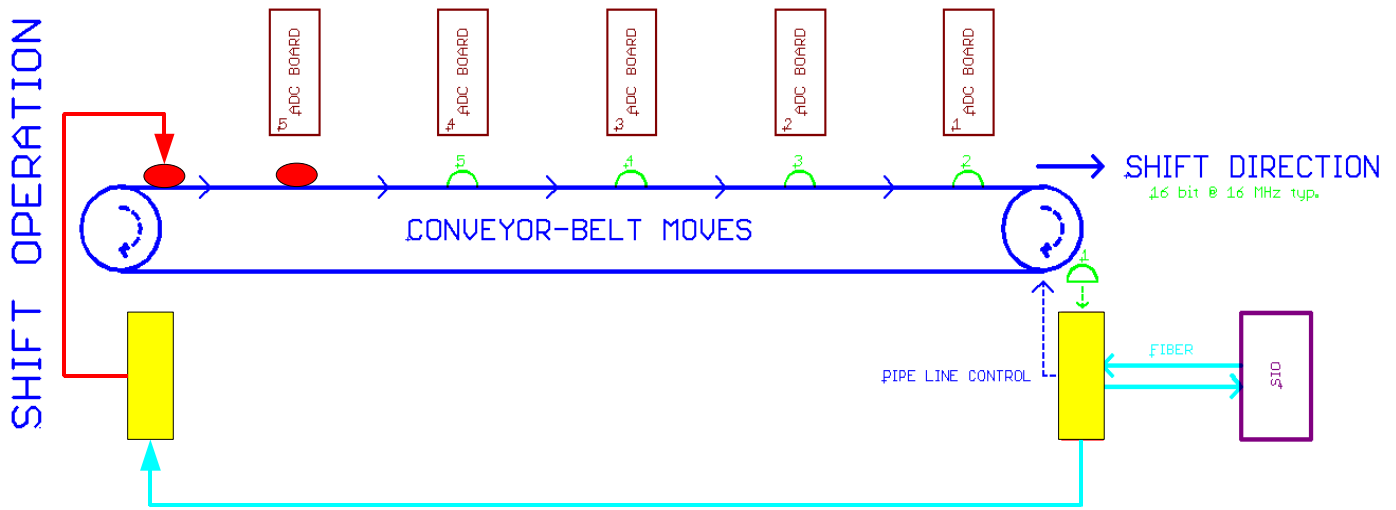 SHIFT OPERATION
ADC BOARD
5
ADC BOARD
4
ADC BOARD
3
ADC BOARD
2
ADC BOARD
1
5
4
3
2
SHIFT DIRECTION
16 bit @ 16 MHz typ.
CONVEYOR-BELT MOVES
1
FIBER
PIPE LINE CONTROL
SIO